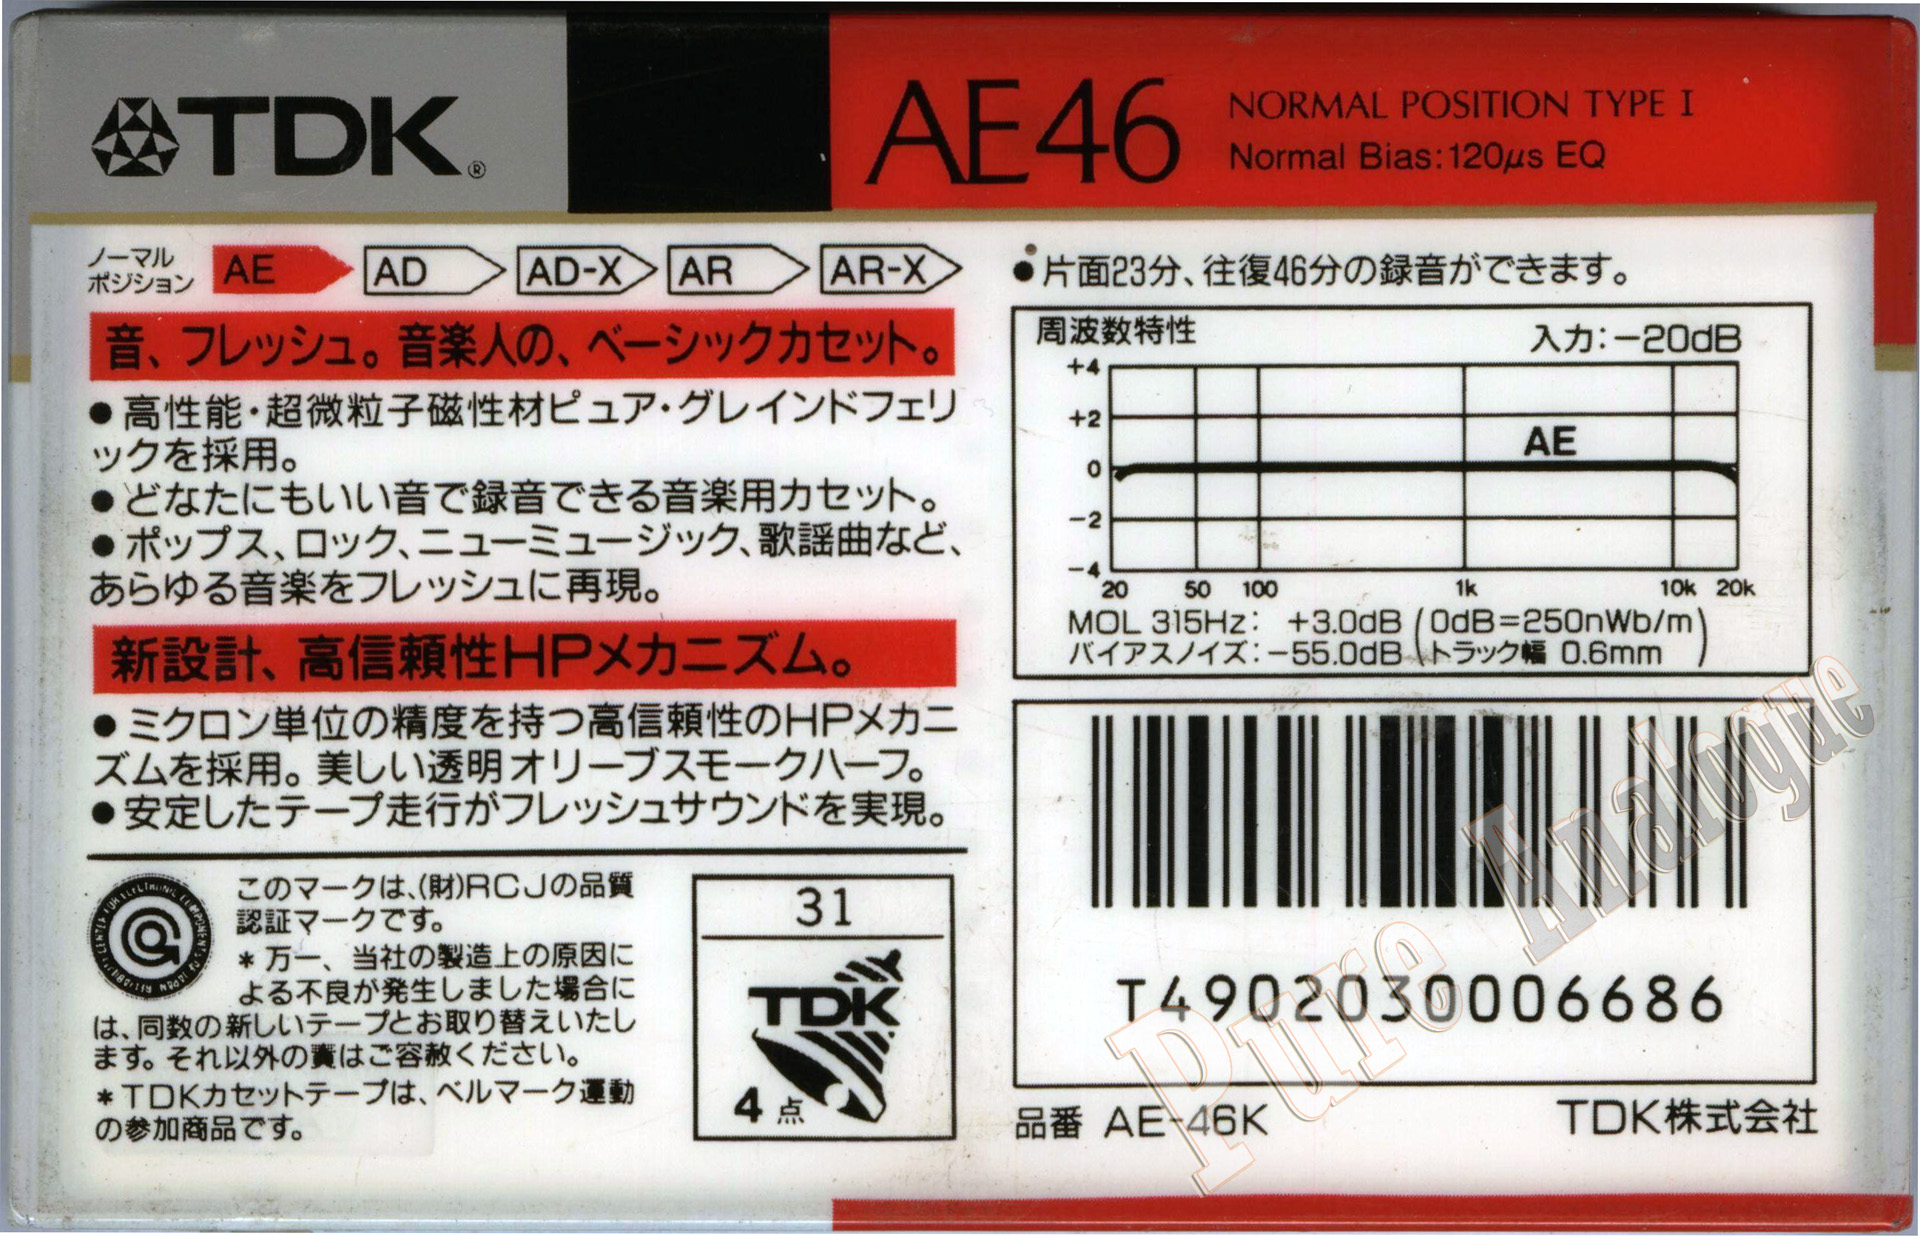 TDK®
AE46
NORMAL POSITION TYPE I
Normal Bias:120μs EQ
ノーマル
ポジション
AE
AD
AD-X
AR
AR-X
音、フレッシュ。音楽人の、ベーシックカセット。
●高性能・超微粒子磁性材ピュア・グレインドフェリ
ックを採用。
●どなたにもいい音で録音できる音楽用カセット。
●ポップス、ロック、ニューミュージック、歌謡曲など、
あらゆる音楽をフレッシュに再現。
新設計、高信頼性HPメカニズム。
●ミクロン単位の精度を持つ高信頼性のHPメカニ
ズムを採用。美しい透明オリーブスモークハーフ。
●安定したテープ走行がフレッシュサウンドを実現。
このマークは、(財)RCJの品質
認証マークです。
＊万一、当社の製造上の原因に
よる不良が発生しました場合に
は、同数の新しいテープとお取り替えいたし
ます。それ以外の責はご容赦ください。
＊TDKカセットテープは、ベルマーク運動
の参加商品です。
31
TDK
4点
●片面23分、往復46分の録音ができます。
周波数特性
入力:−20dB
+4
+2
0
−2
−4
AE
20 50 100 1k 10k 20k
MOL 315Hz: +3.0dB (0dB=250nWb/m
バイアスノイズ:−55.0dB トラック幅 0.6mm)
T4902030006686
品番 AE-46K
TDK株式会社
Pure Analogue